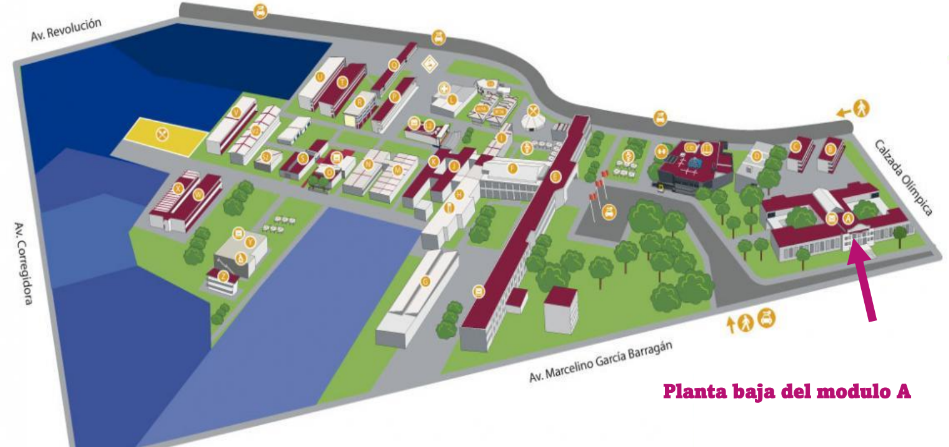 Av. Revolución
Calzada Olímpica
Av. Corregidora
Av. Marcelino García Barragán
Planta baja del modulo A
U
T
Q
R
P
L
V
S
N
M
F
E
H
G
X
W
Y
Z
A